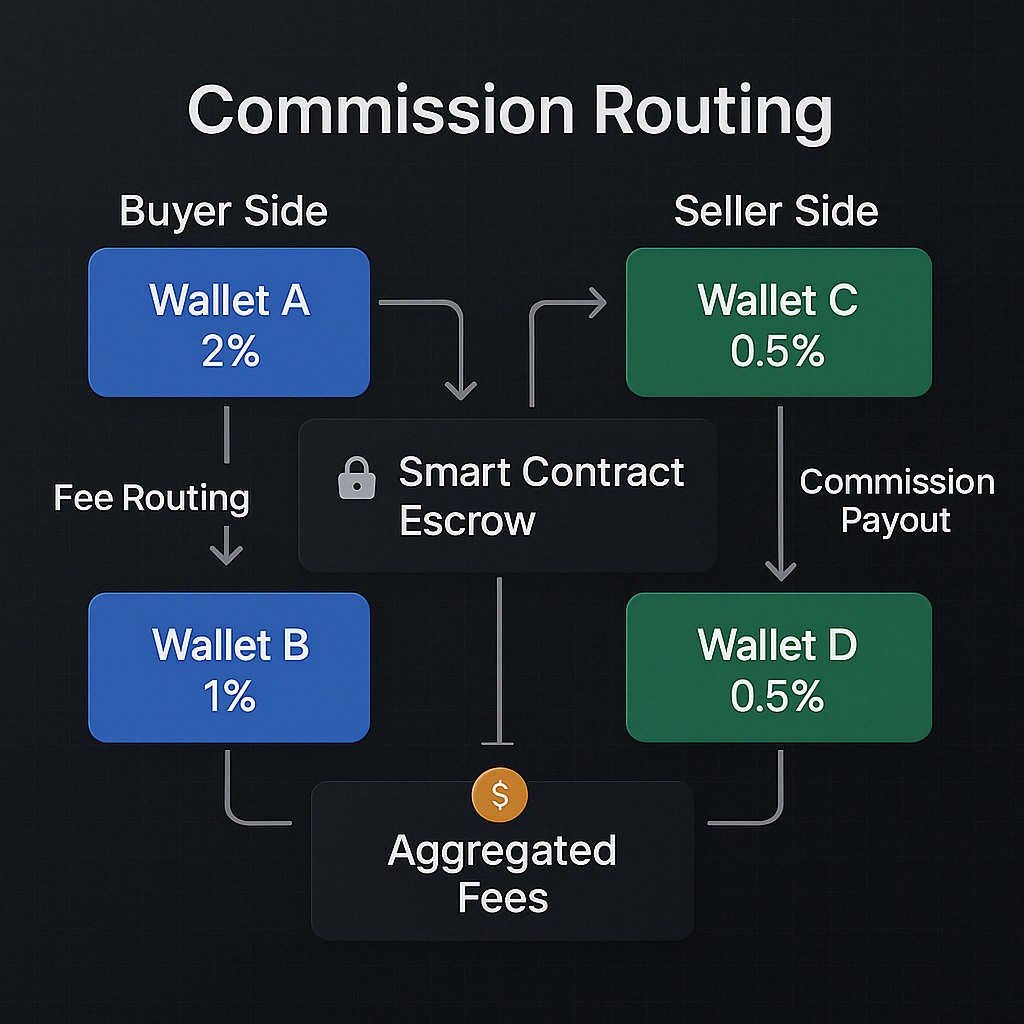 Commission Routing
Buyer Side
Seller Side
Wallet A
2%
Wallet C
0.5%
Smart Contract
Escrow
Fee Routing
Commission
Payout
Wallet B
1%
Wallet D
0.5%
$
Aggregated
Fees